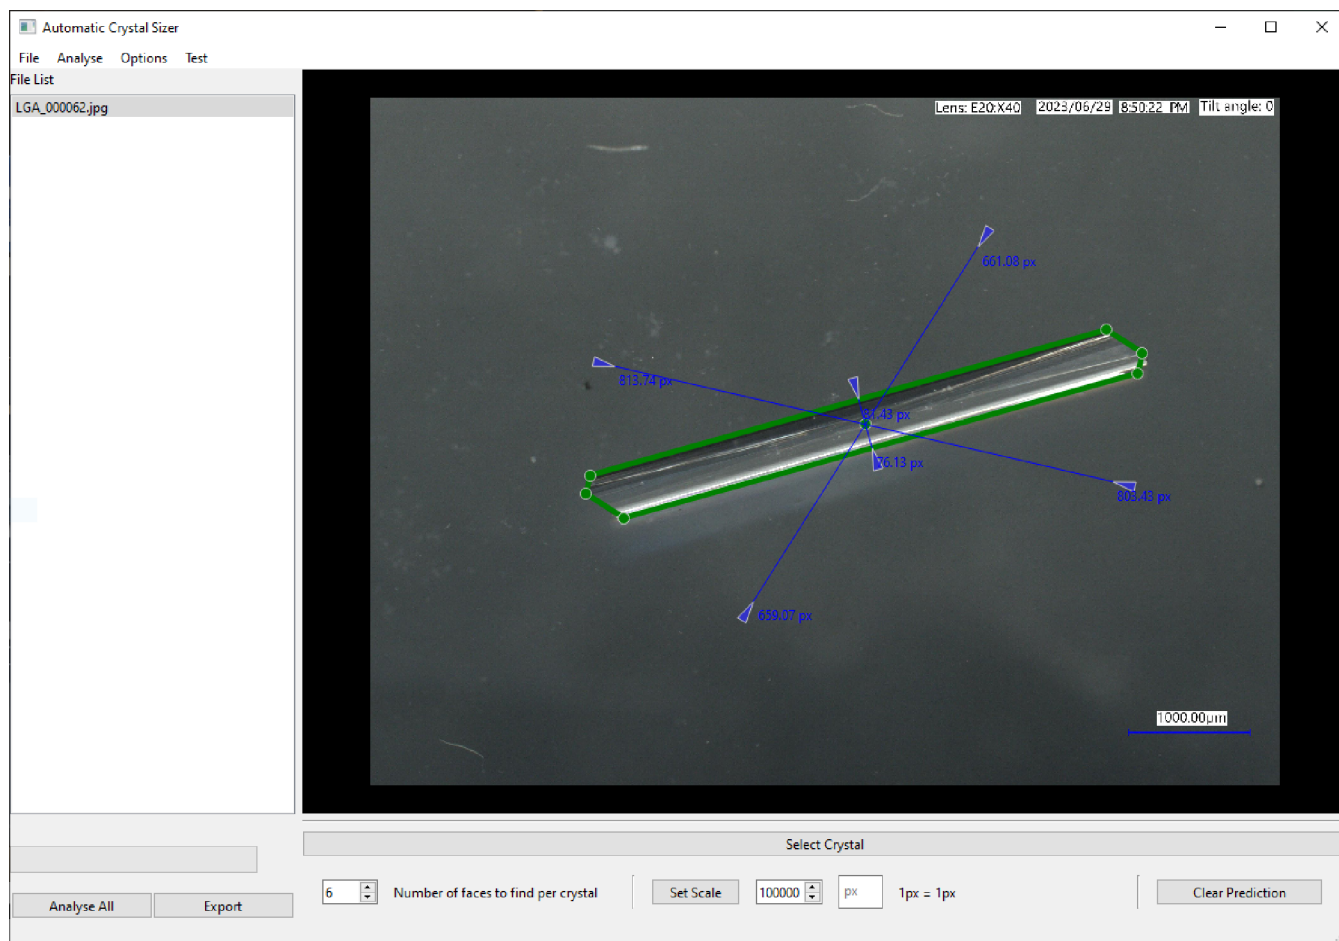 Automatic Crystal Sizer
File Analyse Options Test
File List
LGA_000062.jpg
Lens: E20:X40 2023/06/29 8:50:22 PM Tilt angle: 0
661.08 px
813.74 px
81.43 px
76.13 px
803.43 px
659.07 px
1000.00µm
Select Crystal
6 Number of faces to find per crystal Set Scale 100000 px 1px = 1px Clear Prediction
Analyse All Export